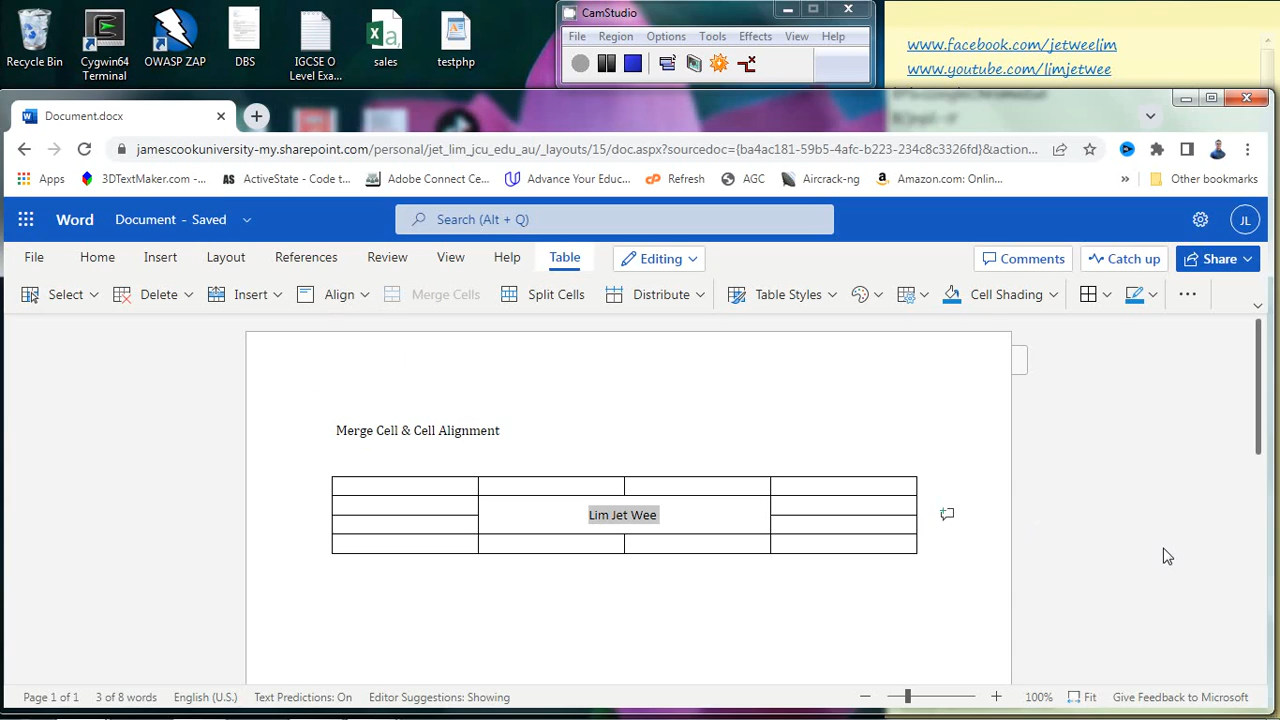 CamStudio
File Region Options Tools Effects View Help
www.facebook.com/jetweelim
www.youtube.com/limjetwee
Recycle Bin
Cygwin64 Terminal
OWASP ZAP
DBS
IGCSE O Level Exa...
sales
testphp
Document.docx
jamescookuniversity-my.sharepoint.com/personal/jet_lim_jcu_edu_au/_layouts/15/doc.aspx?sourcedoc={ba4ac181-59b5-4afc-b223-234c8c3326fd}&action...
Apps 3DTextMaker.com -... AS ActiveState - Code t... Adobe Connect Ce... Advance Your Educ... Refresh AGC Aircrack-ng Amazon.com: Onlin... » Other bookmarks
Word Document - Saved Search (Alt + Q) JL
File Home Insert Layout References Review View Help Table Editing Comments Catch up Share
Select Delete Insert Align Merge Cells Split Cells Distribute Table Styles Cell Shading ...
Merge Cell & Cell Alignment
Lim Jet Wee
Page 1 of 1 3 of 8 words English (U.S.) Text Predictions: On Editor Suggestions: Showing 100% Fit Give Feedback to Microsoft